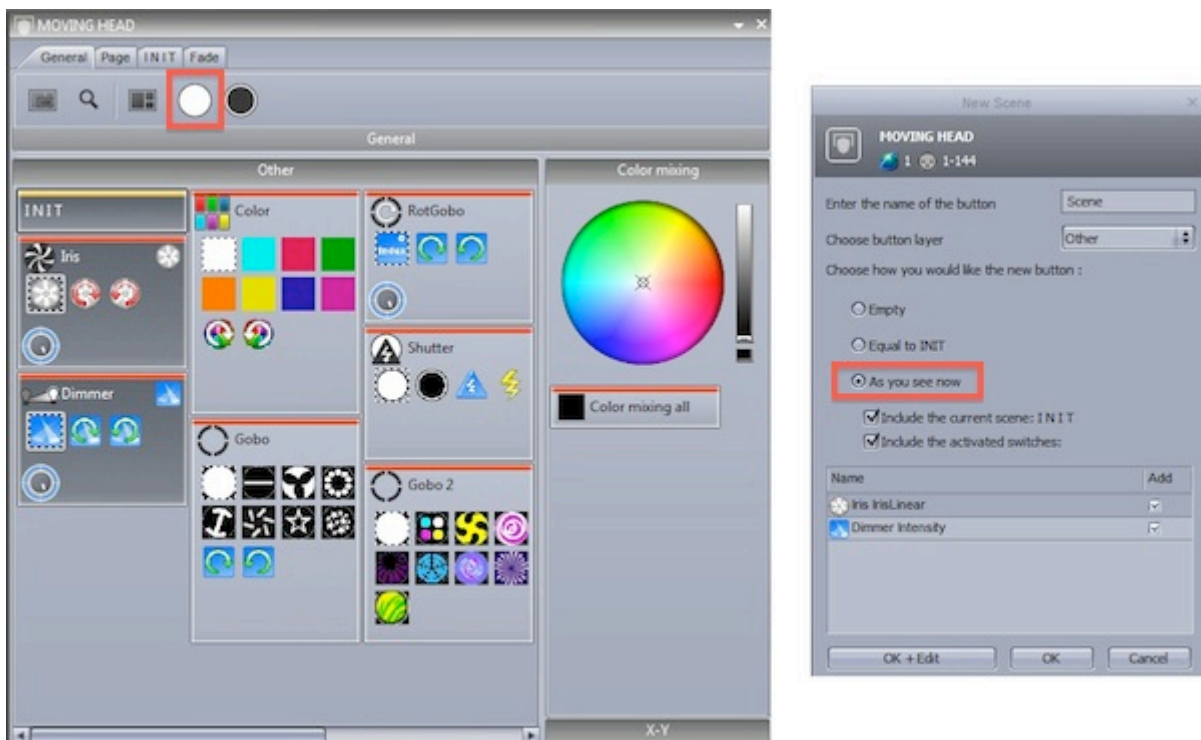 MOVING HEAD
General Page INIT Fade
General
Other
Color mixing
INIT
Color
RotGobo
Iris
Index
Shutter
Dimmer
Color mixing all
Gobo
Gobo 2
X-Y
New Scene
MOVING HEAD
1 1-144
Enter the name of the button Scene
Choose button layer Other
Choose how you would like the new button :
Empty
Equal to INIT
As you see now
Include the current scene: I N I T
Include the activated switches:
Name Add
Iris IrisLinear
Dimmer Intensity
OK + Edit OK Cancel